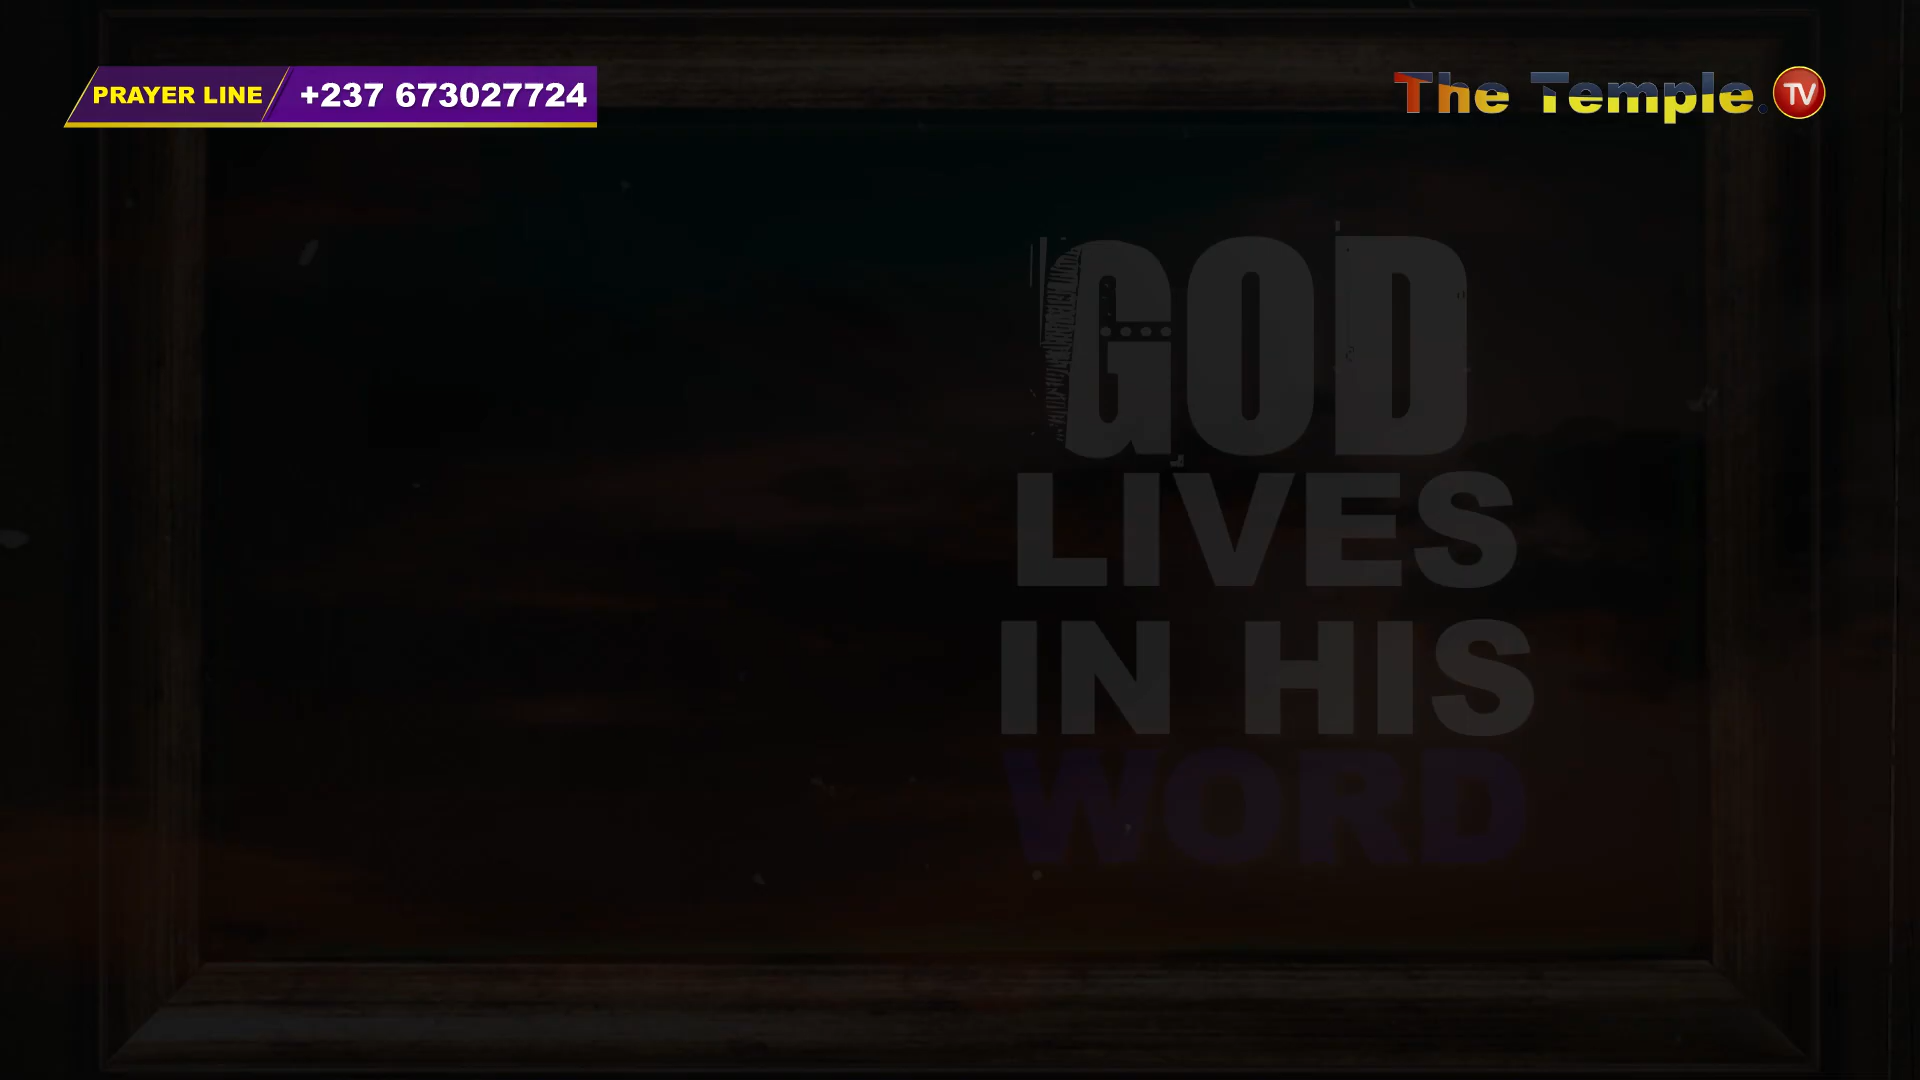 PRAYER LINE +237 673027724
The Temple. TV
GOD
LIVES
IN HIS
WORD